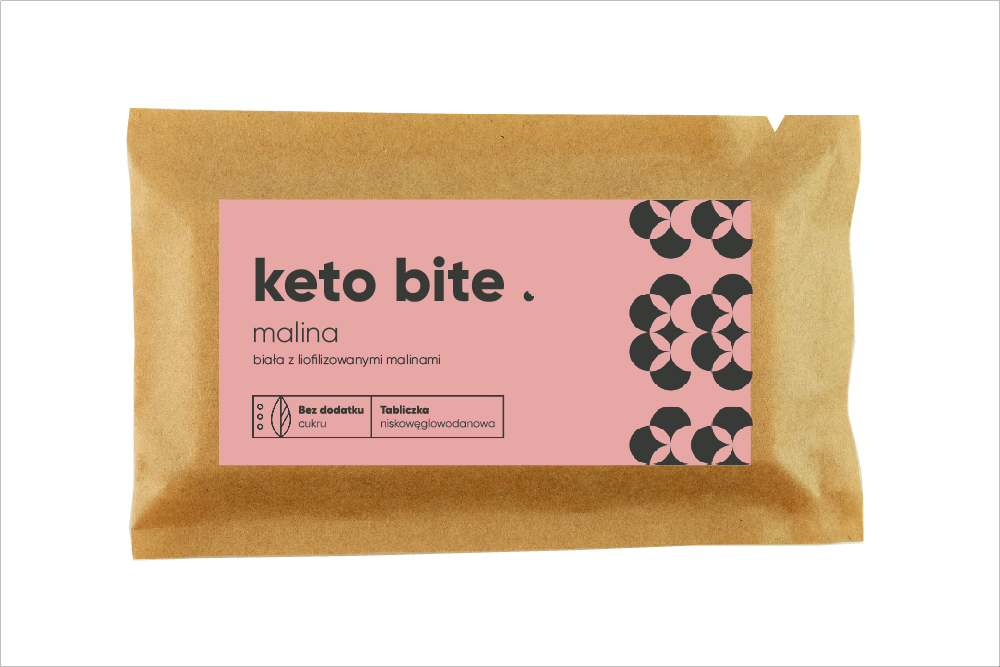 keto bite .
malina
biała z liofilizowanymi malinami
Bez dodatku
cukru
Tabliczka
niskowęglowodanowa